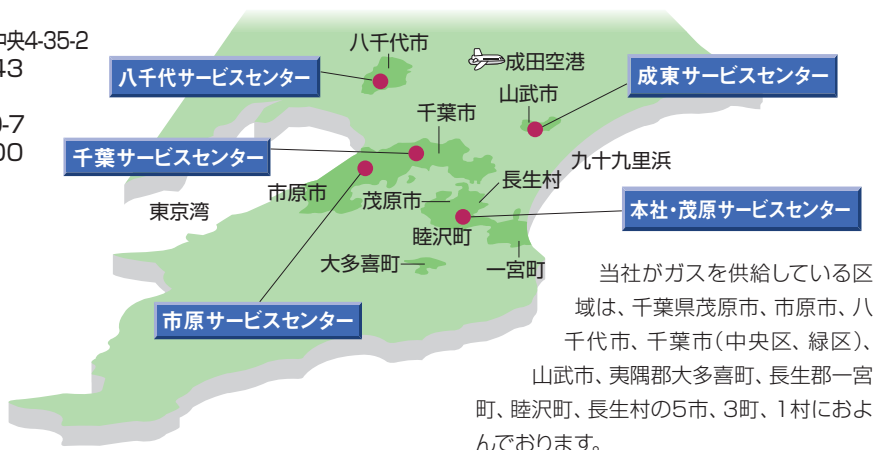 中央4-35-2
43
0-7
00
八千代市
成田空港
八千代サービスセンター
成東サービスセンター
山武市
千葉市
千葉サービスセンター
九十九里浜
長生村
市原市
茂原市
東京湾
本社・茂原サービスセンター
睦沢町
大多喜町
一宮町
市原サービスセンター
当社がガスを供給している区
域は、千葉県茂原市、市原市、八
千代市、千葉市(中央区、緑区)、
山武市、夷隅郡大多喜町、長生郡一宮
町、睦沢町、長生村の5市、3町、1村におよ
んでおります。